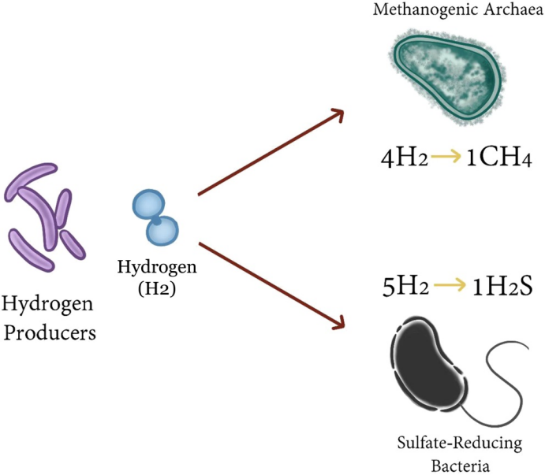 Methanogenic Archaea
4H2 → 1CH4
Hydrogen
(H2)
Hydrogen
Producers
5H2 → 1H2S
Sulfate-Reducing
Bacteria